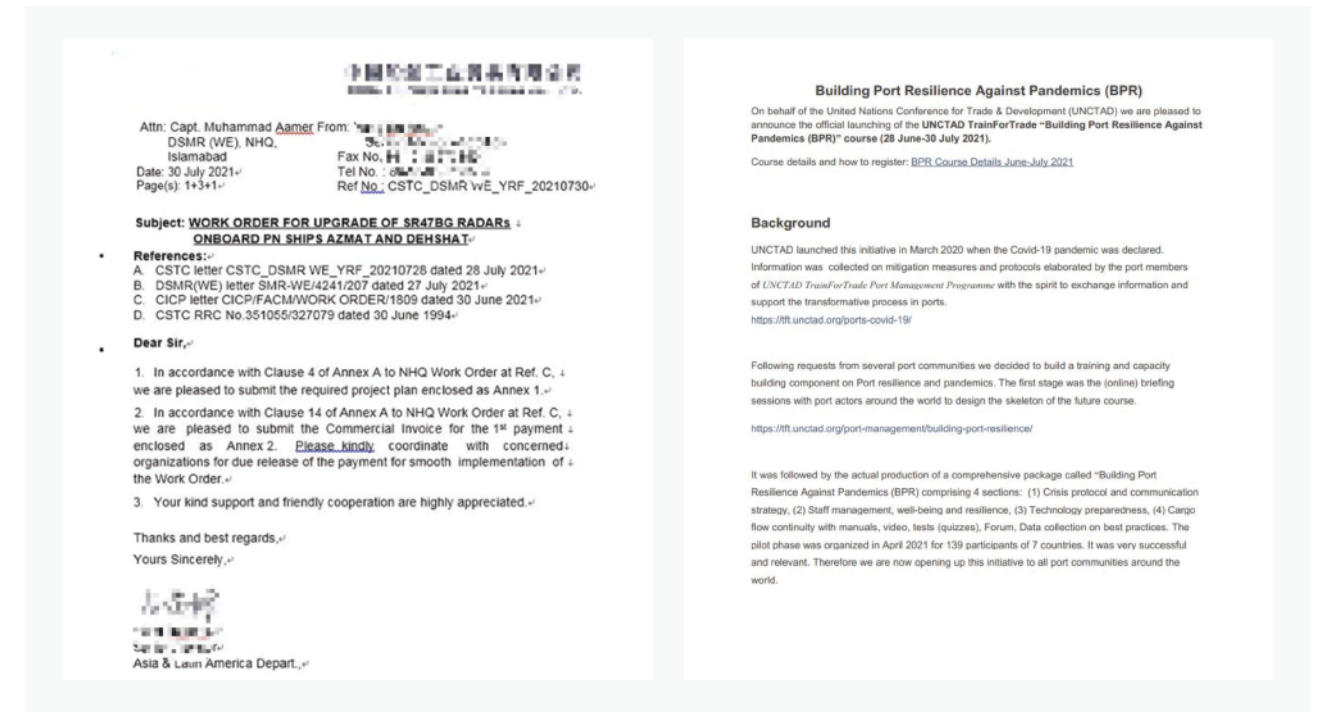 Attn: Capt. Muhammad Aamer From:
DSMR (WE), NHQ,
Islamabad Fax No.
Date: 30 July 2021 Tel No. :
Page(s): 1+3+1 Ref No : CSTC_DSMR WE_YRF_20210730
Subject: WORK ORDER FOR UPGRADE OF SR47BG RADARs
ONBOARD PN SHIPS AZMAT AND DEHSHAT
References:
A. CSTC letter CSTC_DSMR WE_YRF_20210728 dated 28 July 2021
B. DSMR(WE) letter SMR-WE/4241/207 dated 27 July 2021
C. CICP letter CICP/FACM/WORK ORDER/1809 dated 30 June 2021
D. CSTC RRC No.351055/327079 dated 30 June 1994
Dear Sir,
1. In accordance with Clause 4 of Annex A to NHQ Work Order at Ref. C,
we are pleased to submit the required project plan enclosed as Annex 1.
2. In accordance with Clause 14 of Annex A to NHQ Work Order at Ref. C,
we are pleased to submit the Commercial Invoice for the 1st payment
enclosed as Annex 2. Please kindly coordinate with concerned
organizations for due release of the payment for smooth implementation of
the Work Order.
3. Your kind support and friendly cooperation are highly appreciated.
Thanks and best regards,
Yours Sincerely,
Asia & Latin America Depart.,
Building Port Resilience Against Pandemics (BPR)
On behalf of the United Nations Conference for Trade & Development (UNCTAD) we are pleased to
announce the official launching of the UNCTAD TrainForTrade “Building Port Resilience Against
Pandemics (BPR)” course (28 June-30 July 2021).
Course details and how to register: BPR Course Details June-July 2021
Background
UNCTAD launched this initiative in March 2020 when the Covid-19 pandemic was declared.
Information was collected on mitigation measures and protocols elaborated by the port members
of UNCTAD TrainForTrade Port Management Programme with the spirit to exchange information and
support the transformative process in ports.
https://tft.unctad.org/ports-covid-19/
Following requests from several port communities we decided to build a training and capacity
building component on Port resilience and pandemics. The first stage was the (online) briefing
sessions with port actors around the world to design the skeleton of the future course.
https://tft.unctad.org/port-management/building-port-resilience/
It was followed by the actual production of a comprehensive package called “Building Port
Resilience Against Pandemics (BPR) comprising 4 sections: (1) Crisis protocol and communication
strategy, (2) Staff management, well-being and resilience, (3) Technology preparedness, (4) Cargo
flow continuity with manuals, video, tests (quizzes), Forum, Data collection on best practices. The
pilot phase was organized in April 2021 for 139 participants of 7 countries. It was very successful
and relevant. Therefore we are now opening up this initiative to all port communities around the
world.